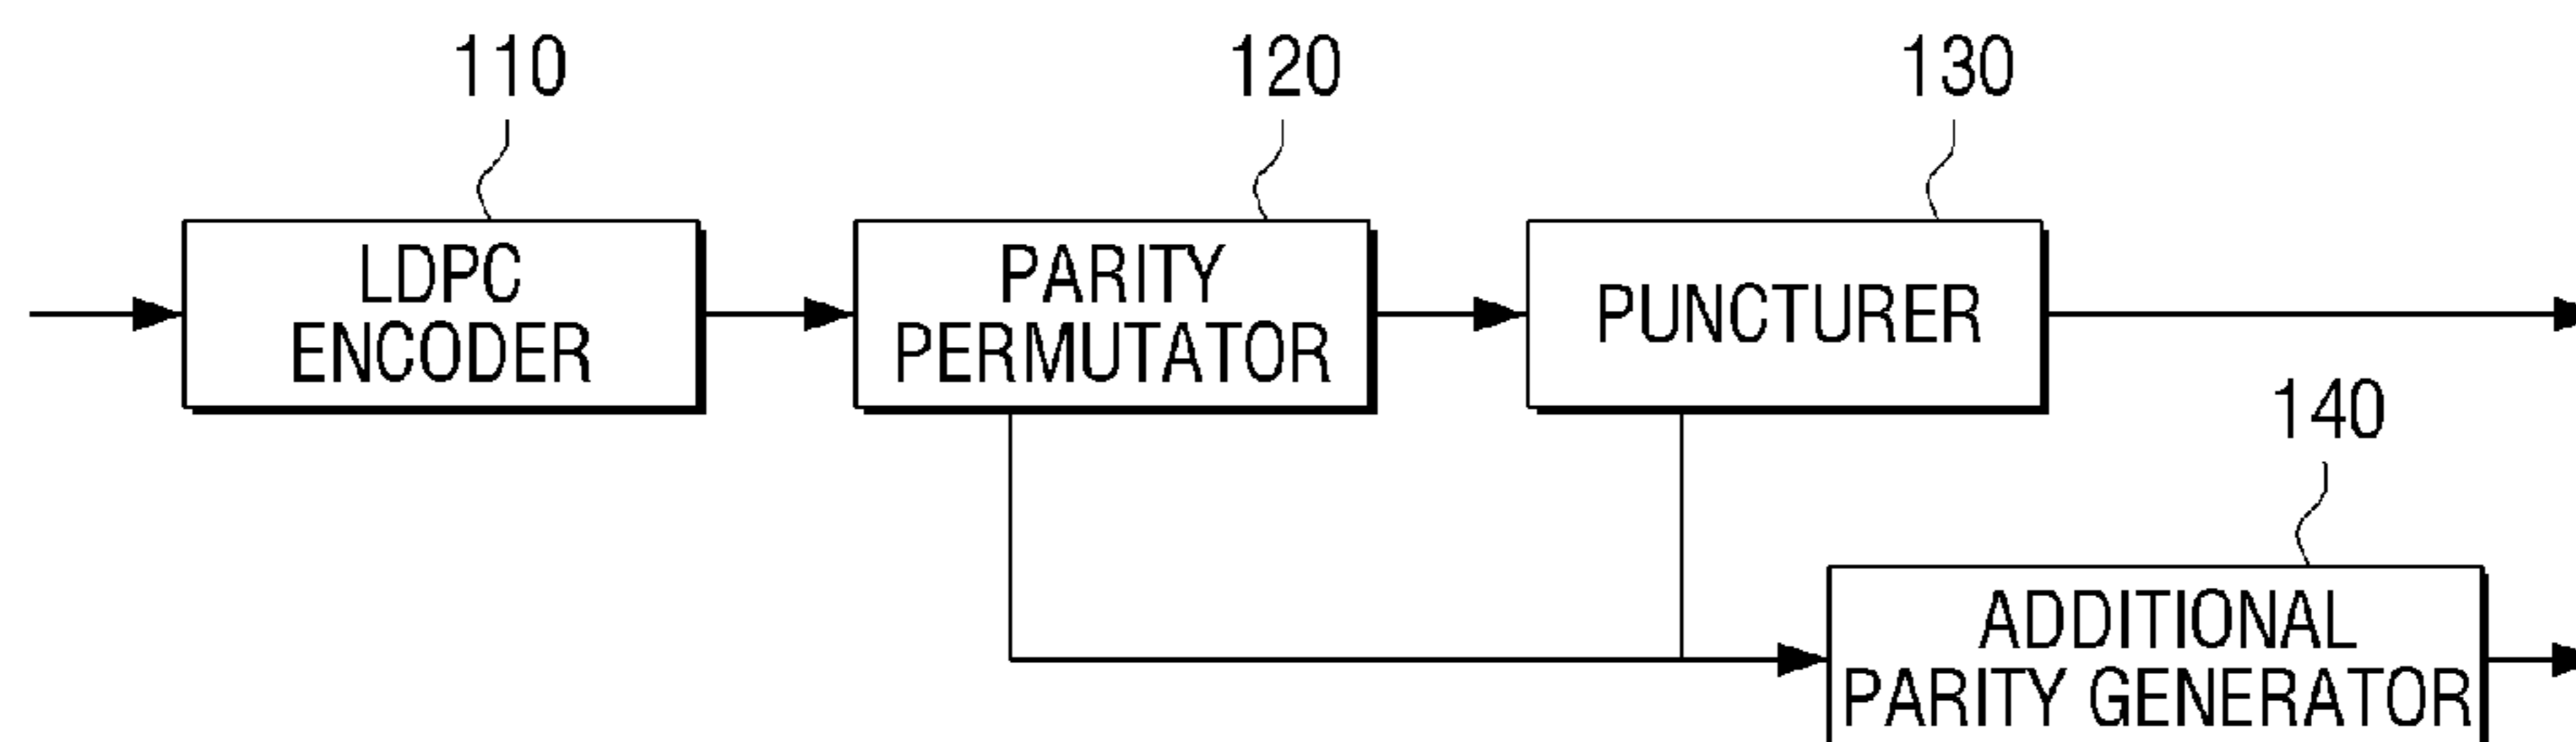 110
120
130
LDPC
ENCODER
PARITY
PERMUTATOR
PUNCTURER
140
ADDITIONAL
PARITY GENERATOR